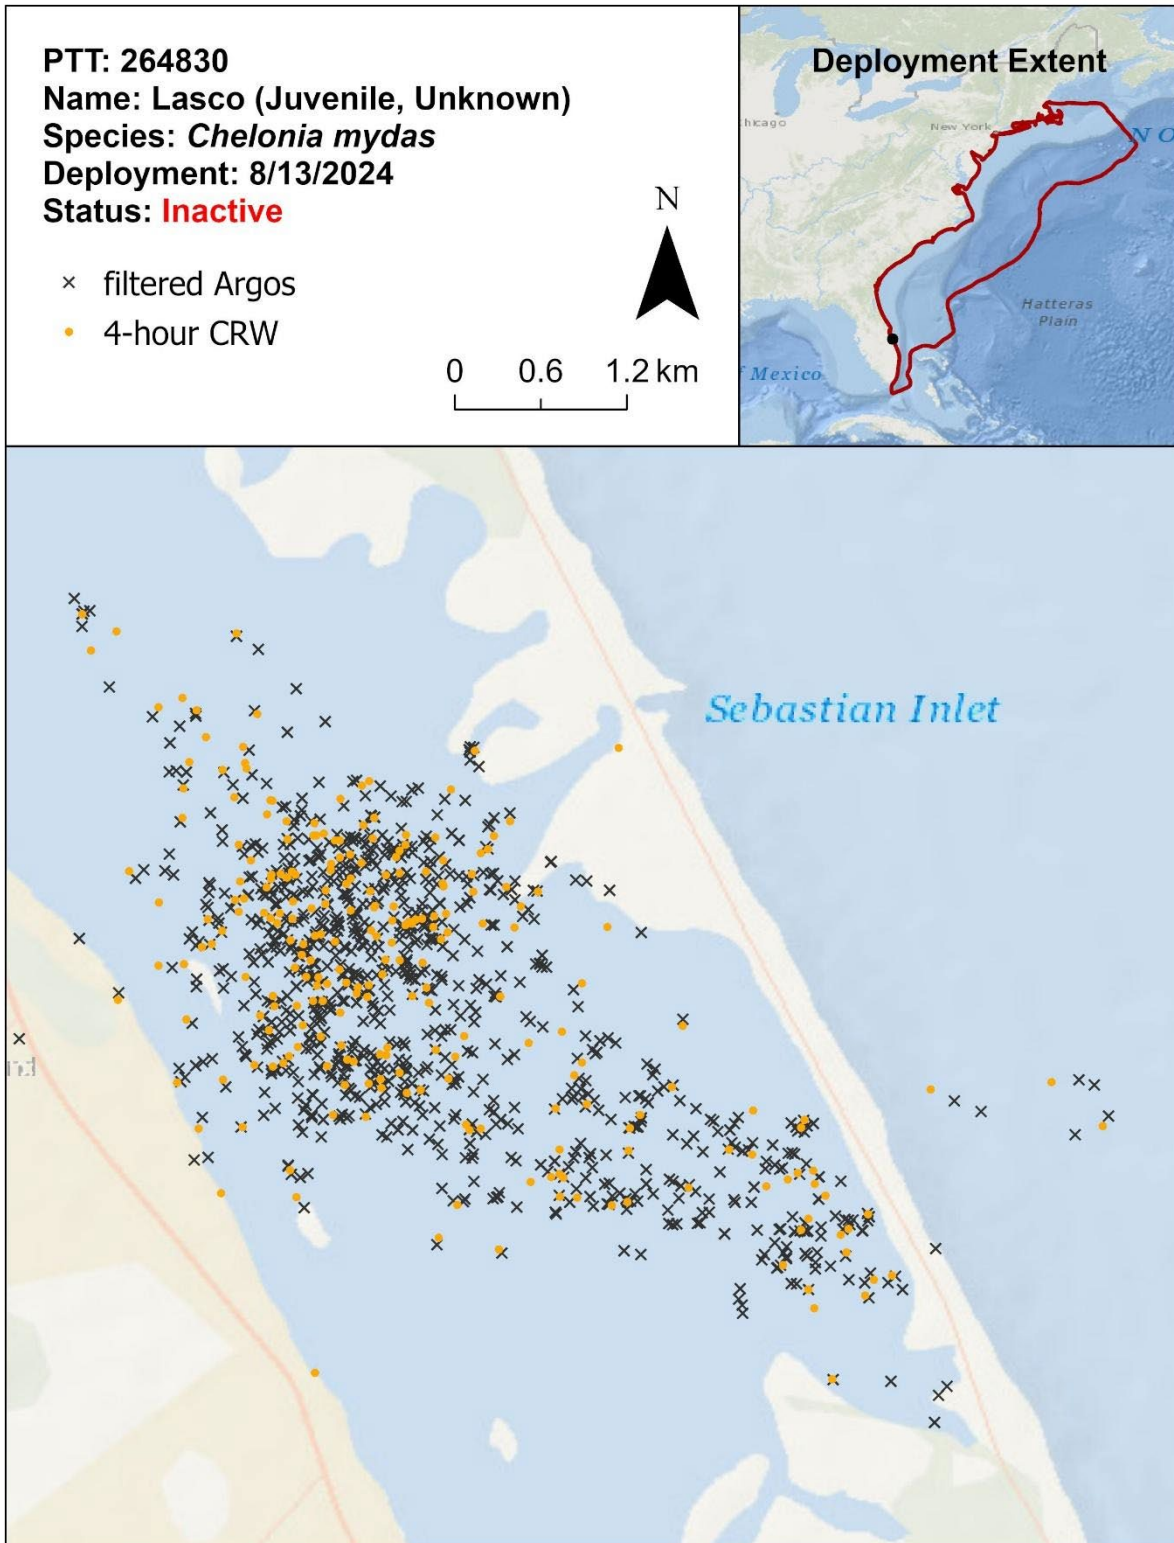 PTT: 264830
Name: Lasco (Juvenile, Unknown)
Species: Chelonia mydas
Deployment: 8/13/2024
Status: Inactive
N
× filtered Argos
4-hour CRW
0 0.6 1.2 km
Deployment Extent
hicago
New York
N O
Hatteras
Plain
Mexico
Sebastian Inlet